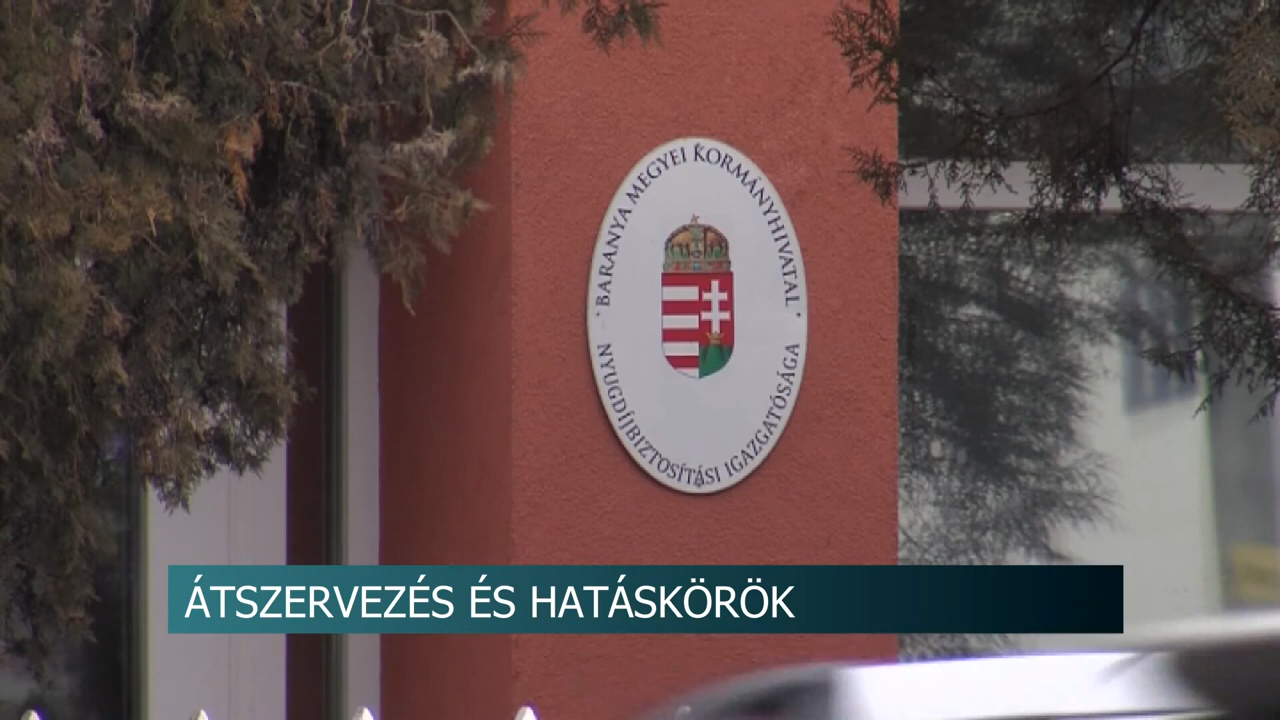 BARANYA MEGYEI KORMÁNYHIVATAL
NYUGDÍJBIZTOSÍTÁSI IGAZGATÓSÁGA
ÁTSZERVEZÉS ÉS HATÁSKÖRÖK